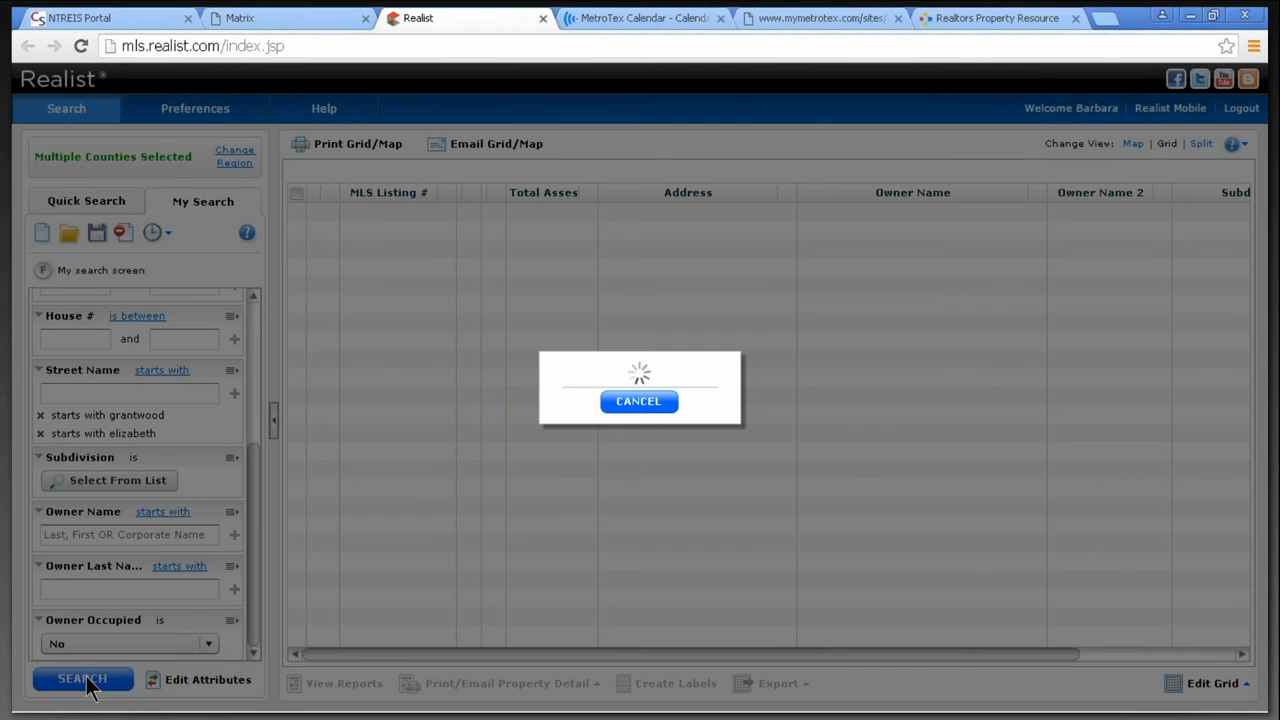 NTREIS Portal
Matrix
Realist
MetroTex Calendar - Calenda
www.mymetrotex.com/sites/
Realtors Property Resource
mls.realist.com/index.jsp
Realist®
Search
Preferences
Help
Welcome Barbara
Realist Mobile
Logout
Multiple Counties Selected
Change Region
Print Grid/Map
Email Grid/Map
Change View: Map | Grid | Split
Quick Search
My Search
MLS Listing #
Total Asses
Address
Owner Name
Owner Name 2
Subd
F My search screen
House # is between
and
Street Name starts with
× starts with grantwood
× starts with elizabeth
Subdivision is
Select From List
Owner Name starts with
Last, First OR Corporate Name
Owner Last Na... starts with
Owner Occupied is
No
SEARCH
Edit Attributes
CANCEL
View Reports
Print/Email Property Detail
Create Labels
Export
Edit Grid